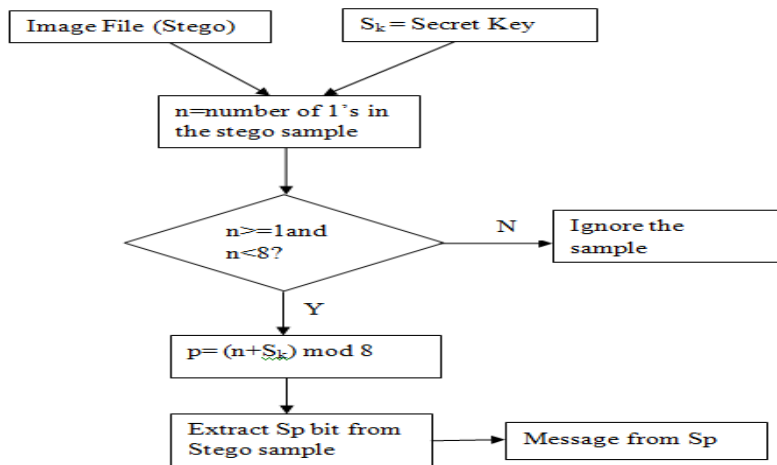 Image File (Stego)
Sk = Secret Key
n=number of 1's in
the stego sample
n>=1and
n<8?
N
Ignore the
sample
Y
p= (n+Sk) mod 8
Extract Sp bit from
Stego sample
Message from Sp